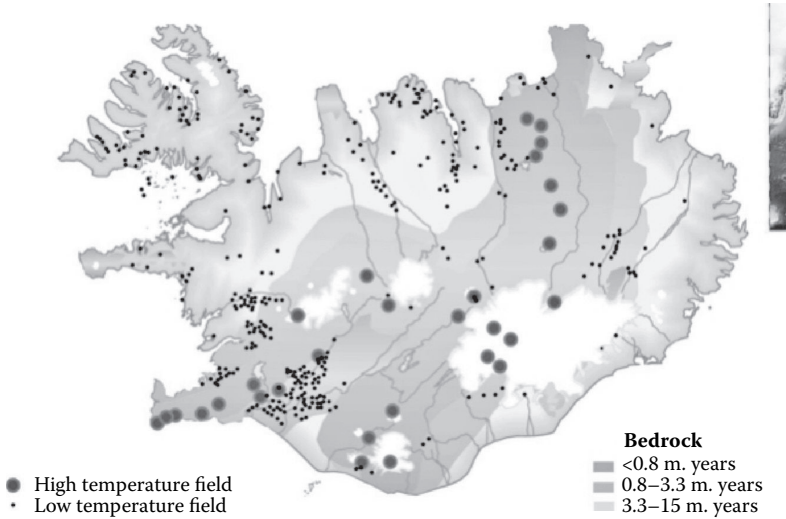 High temperature field
Low temperature field
Bedrock
<0.8 m. years
0.8–3.3 m. years
3.3–15 m. years